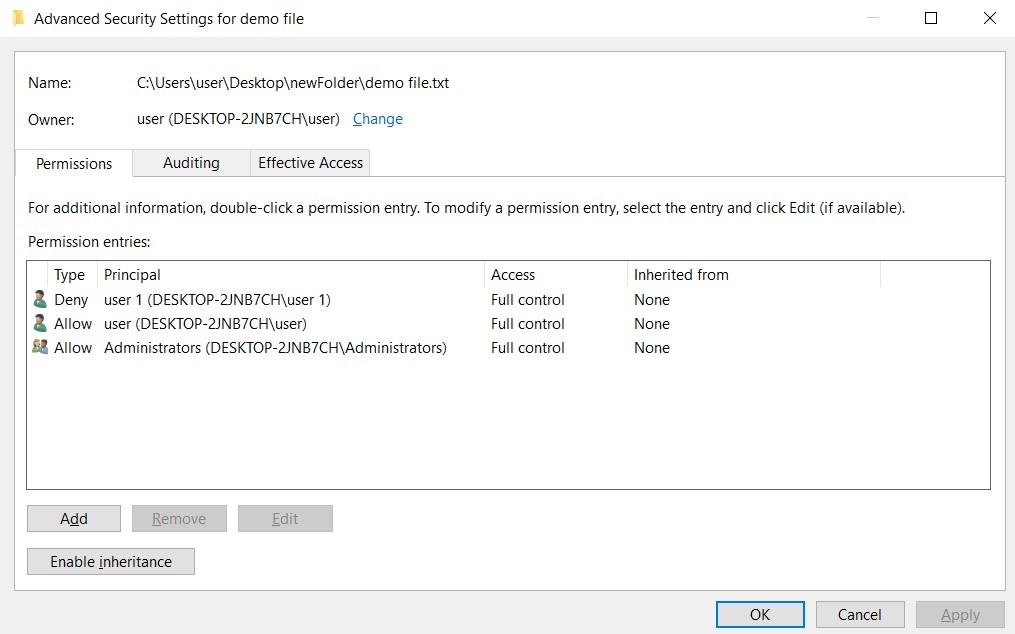 Advanced Security Settings for demo file
Name: C:\Users\user\Desktop\newFolder\demo file.txt
Owner: user (DESKTOP-2JNB7CH\user) Change
Permissions Auditing Effective Access
For additional information, double-click a permission entry. To modify a permission entry, select the entry and click Edit (if available).
Permission entries:
Type Principal Access Inherited from
Deny user 1 (DESKTOP-2JNB7CH\user 1) Full control None
Allow user (DESKTOP-2JNB7CH\user) Full control None
Allow Administrators (DESKTOP-2JNB7CH\Administrators) Full control None
Add Remove Edit
Enable inheritance
OK Cancel Apply